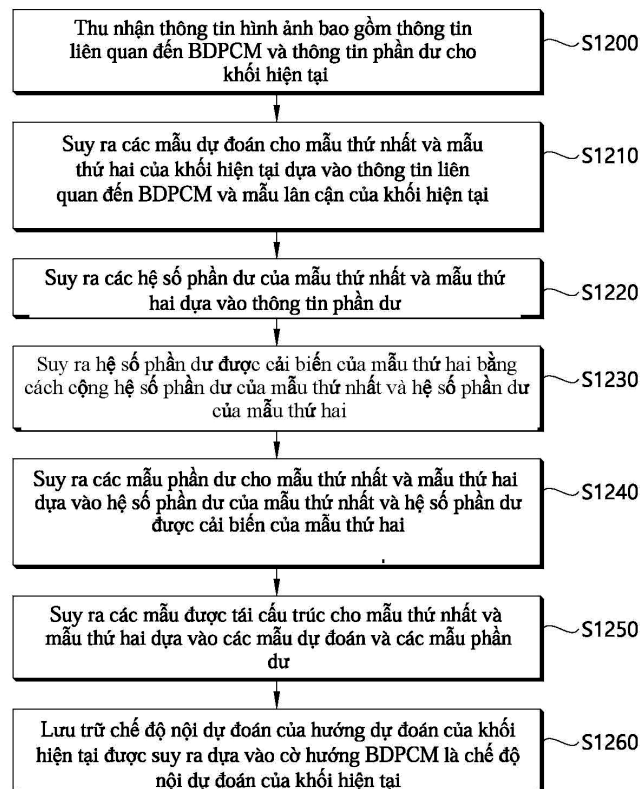 Thu nhận thông tin hình ảnh bao gồm thông tin
liên quan đến BDPCM và thông tin phần dư cho
khối hiện tại
S1200
Suy ra các mẫu dự đoán cho mẫu thứ nhất và mẫu
thứ hai của khối hiện tại dựa vào thông tin liên
quan đến BDPCM và mẫu lân cận của khối hiện tại
S1210
Suy ra các hệ số phần dư của mẫu thứ nhất và mẫu thứ
hai dựa vào thông tin phần dư
S1220
Suy ra hệ số phần dư được cải biến của mẫu thứ hai bằng
cách cộng hệ số phần dư của mẫu thứ nhất và hệ số phần dư
của mẫu thứ hai
S1230
Suy ra các mẫu phần dư cho mẫu thứ nhất và mẫu thứ hai
dựa vào hệ số phần dư của mẫu thứ nhất và hệ số phần dư
được cải biến của mẫu thứ hai
S1240
Suy ra các mẫu được tái cấu trúc cho mẫu thứ nhất và
mẫu thứ hai dựa vào các mẫu dự đoán và các mẫu phần
dư
S1250
Lưu trữ chế độ nội dự đoán của hướng dự đoán của khối
hiện tại được suy ra dựa vào cờ hướng BDPCM là chế độ
nội dự đoán của khối hiện tại
S1260